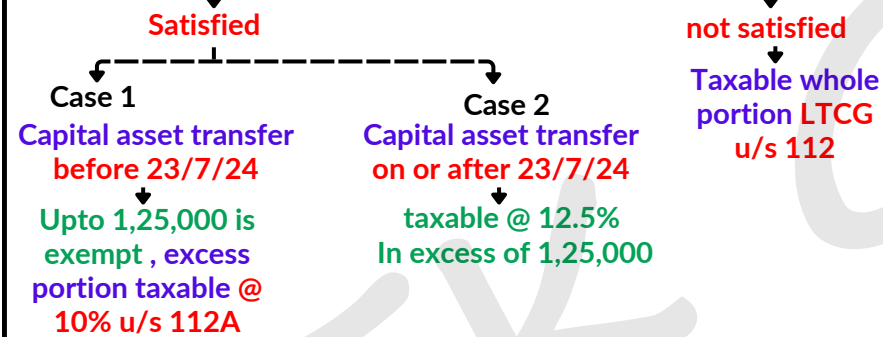 Satisfied
Case 1
Capital asset transfer
before 23/7/24
Upto 1,25,000 is
exempt , excess
portion taxable @
10% u/s 112A
Case 2
Capital asset transfer
on or after 23/7/24
taxable @ 12.5%
In excess of 1,25,000
not satisfied
Taxable whole
portion LTCG
u/s 112